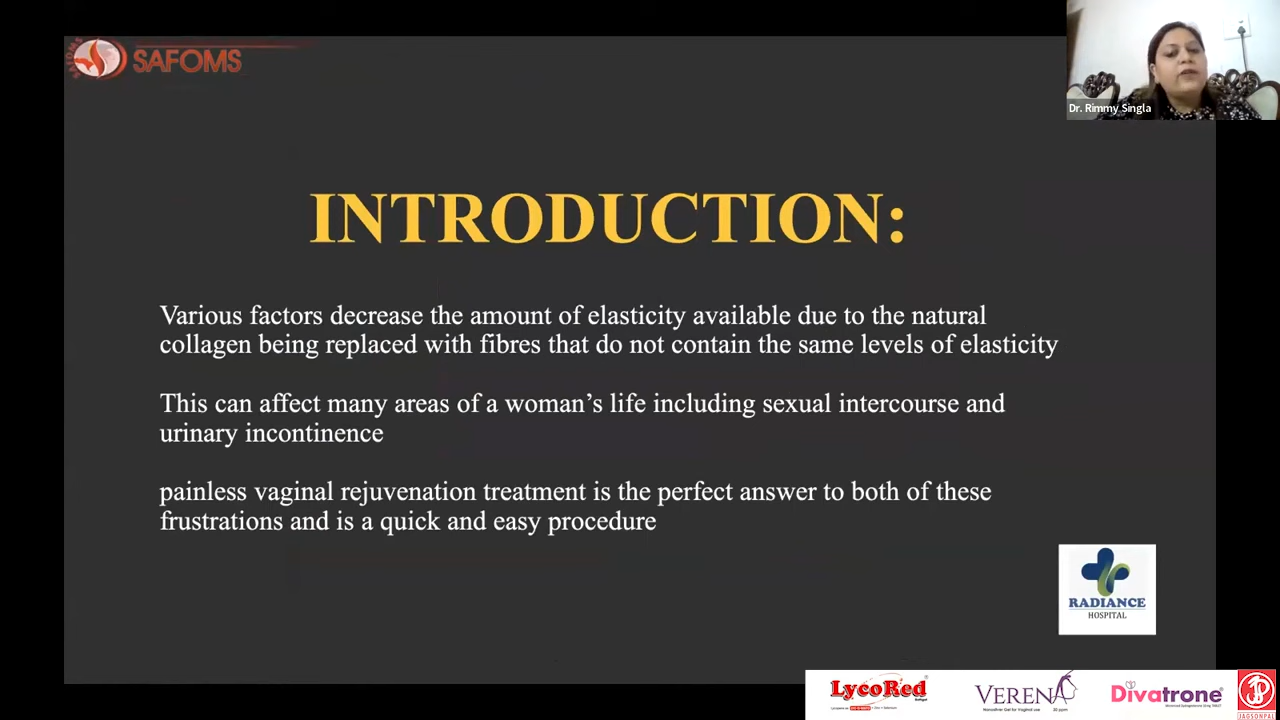 SAFOMS
Dr. Rimmy Singla
INTRODUCTION:
Various factors decrease the amount of elasticity available due to the natural
collagen being replaced with fibres that do not contain the same levels of elasticity
This can affect many areas of a woman’s life including sexual intercourse and
urinary incontinence
painless vaginal rejuvenation treatment is the perfect answer to both of these
frustrations and is a quick and easy procedure
RADIANCE
HOSPITAL
LycoRed
VERENA
Divatrone
JAGSONPAL